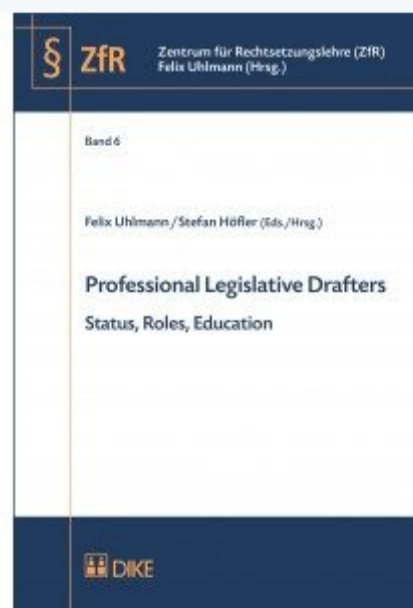 § ZfR
Zentrum für Rechtsetzungslehre (ZfR)
Felix Uhlmann (Hrsg.)
Band 6
Felix Uhlmann / Stefan Höfler (Eds./Hrsg.)
Professional Legislative Drafters
Status, Roles, Education
DIKE